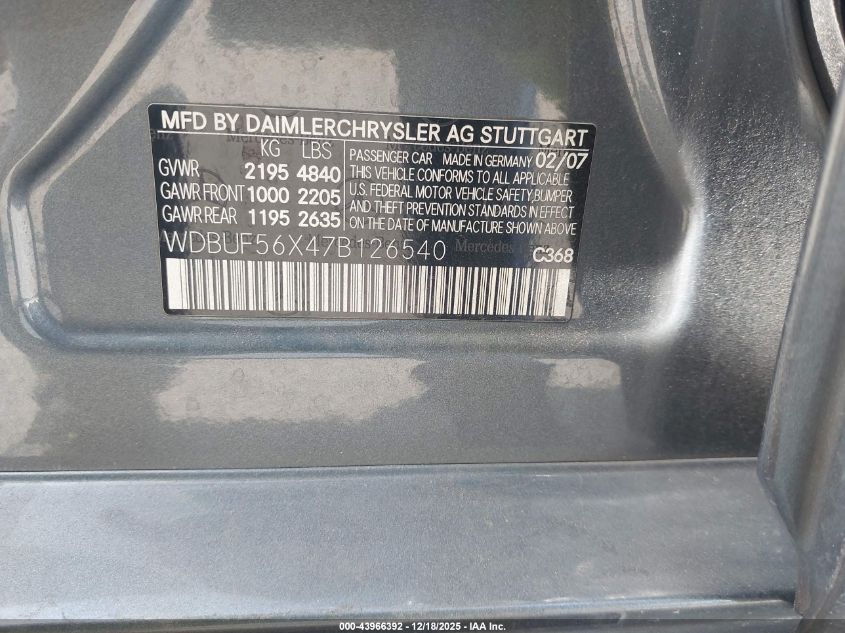 MFD BY DAIMLERCHRYSLER AG STUTTGART
KG LBS
GVWR 2195 4840
GAWR FRONT 1000 2205
GAWR REAR 1195 2635
PASSENGER CAR MADE IN GERMANY 02/07
THIS VEHICLE CONFORMS TO ALL APPLICABLE
U.S. FEDERAL MOTOR VEHICLE SAFETY, BUMPER
AND THEFT PREVENTION STANDARDS IN EFFECT
ON THE DATE OF MANUFACTURE SHOWN ABOVE
WDBUF56X47B126540
C368
000-43966392 - 12/18/2025 - IAA Inc.